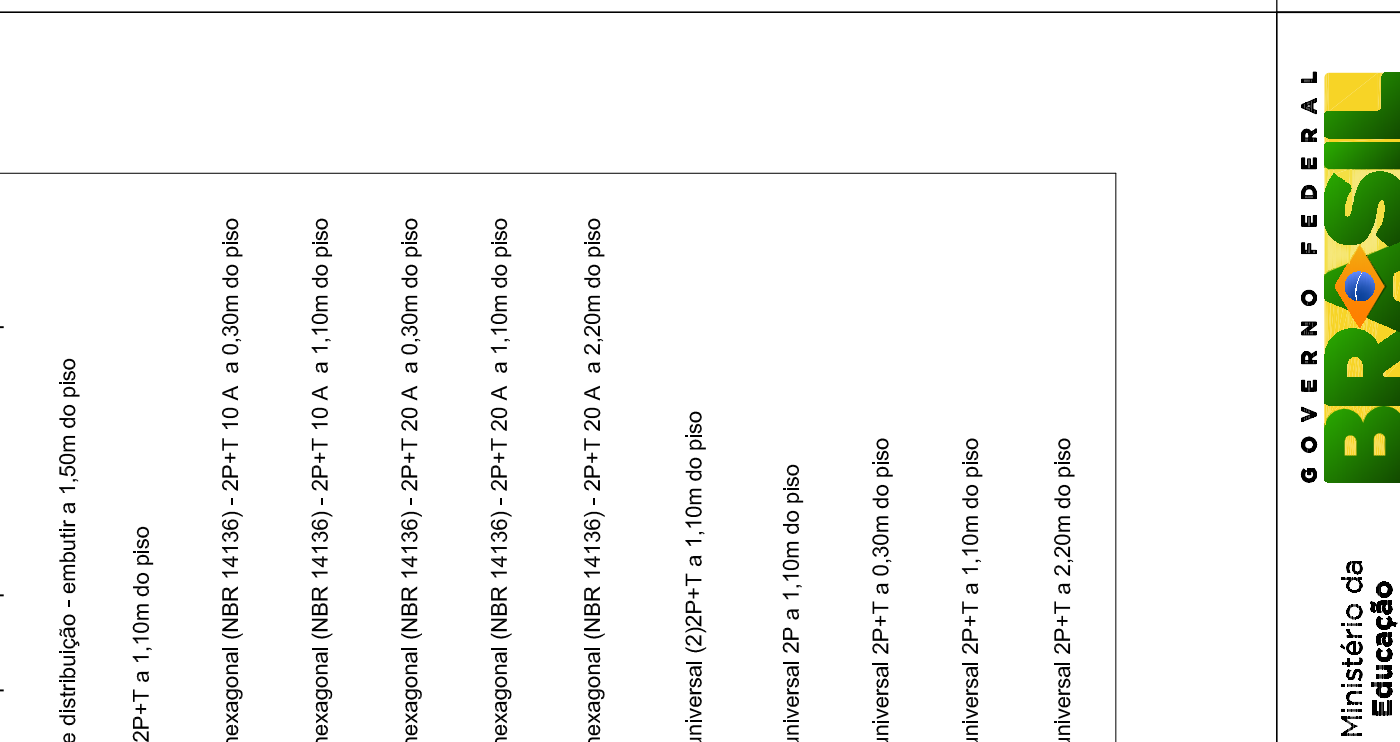 e distribuição - embutir a 1,50m do piso
2P+T a 1,10m do piso
hexagonal (NBR 14136) - 2P+T 10 A a 0,30m do piso
hexagonal (NBR 14136) - 2P+T 10 A a 1,10m do piso
hexagonal (NBR 14136) - 2P+T 20 A a 0,30m do piso
hexagonal (NBR 14136) - 2P+T 20 A a 1,10m do piso
hexagonal (NBR 14136) - 2P+T 20 A a 2,20m do piso
universal (2)2P+T a 1,10m do piso
universal 2P a 1,10m do piso
universal 2P+T a 0,30m do piso
universal 2P+T a 1,10m do piso
universal 2P+T a 2,20m do piso
GOVERNO FEDERAL
BRASIL
Ministério da
Educação